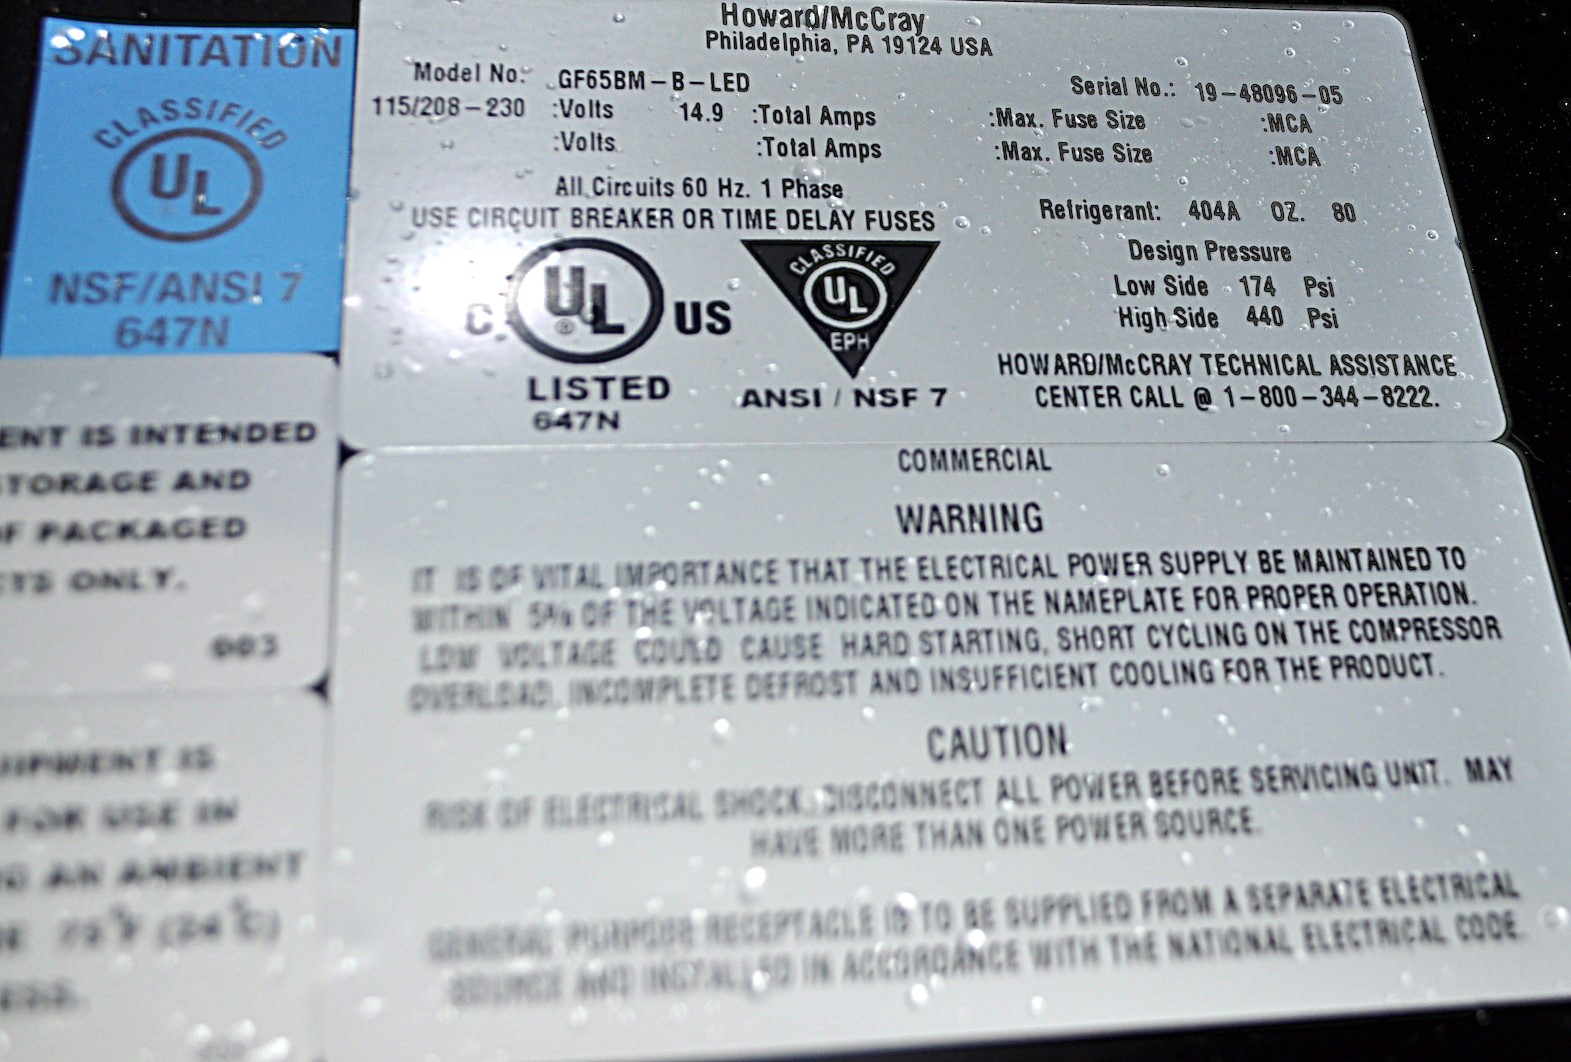 SANITATION
CLASSIFIED
UL
NSF/ANSI 7
647N
ENT IS INTENDED
TORAGE AND
OF PACKAGED
CTS ONLY.
003
UIPMENT IS
FOR USE IN
NG AN AMBIENT
(24°C)
Howard/McCray
Philadelphia, PA 19124 USA
Model No: GF65BM-B-LED Serial No.: 19-48096-05
115/208-230 :Volts 14.9 :Total Amps :Max. Fuse Size :MCA
:Volts :Total Amps :Max. Fuse Size :MCA
All Circuits 60 Hz. 1 Phase
USE CIRCUIT BREAKER OR TIME DELAY FUSES
Refrigerant: 404A OZ. 80
Design Pressure
Low Side 174 Psi
High Side 440 Psi
C UL ® US
LISTED
647N
CLASSIFIED
UL
EPH
ANSI / NSF 7
HOWARD/McCRAY TECHNICAL ASSISTANCE
CENTER CALL @ 1-800-344-8222.
COMMERCIAL
WARNING
IT IS OF VITAL IMPORTANCE THAT THE ELECTRICAL POWER SUPPLY BE MAINTAINED TO
WITHIN 5% OF THE VOLTAGE INDICATED ON THE NAMEPLATE FOR PROPER OPERATION.
LOW VOLTAGE COULD CAUSE HARD STARTING, SHORT CYCLING ON THE COMPRESSOR
OVERLOAD, INCOMPLETE DEFROST AND INSUFFICIENT COOLING FOR THE PRODUCT.
CAUTION
RISK OF ELECTRISAL SHOCK. DISCONNECT ALL POWER BEFORE SERVICING UNIT. MAY
HAVE MORE THAN ONE POWER SOURCE.
GENERAL PURPOSE RECEPTACLE IS TO BE SUPPLIED FROM A SEPARATE ELECTRICAL
SOURCE AND INSTALLED IN ACCORDANCE WITH THE NATIONAL ELECTRICAL CODE.